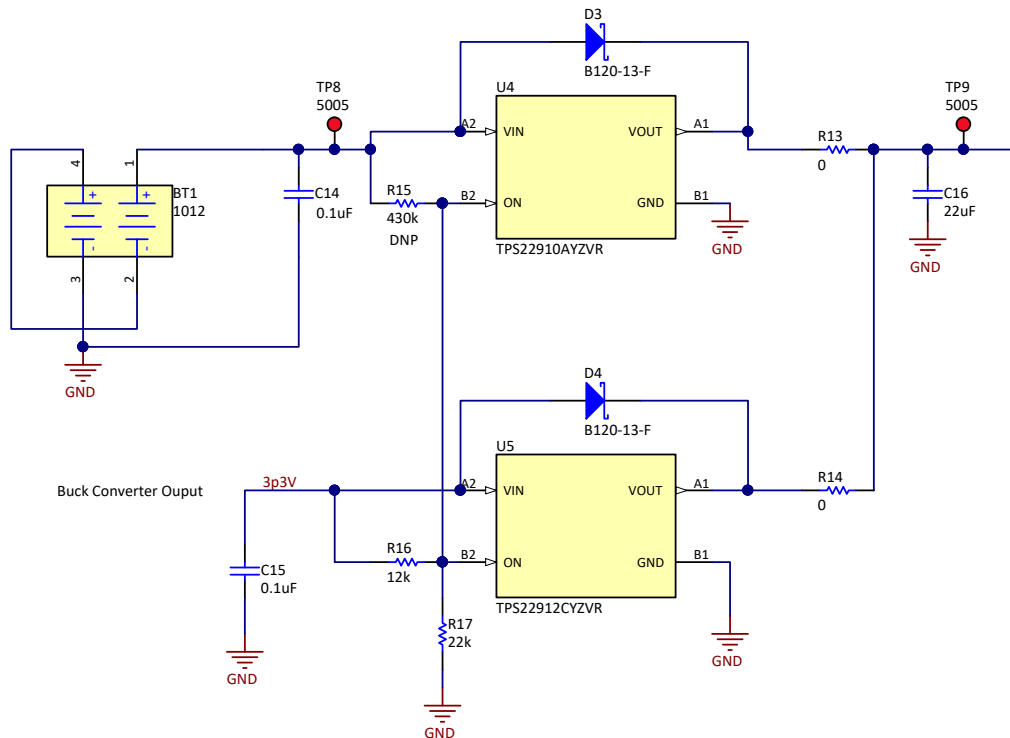 D3
B120-13-F
TP8
5005
U4
TP9
5005
A2
VIN
VOUT
A1
R13
0
4
1
BT1
1012
+
+
-
-
3
2
C14
0.1uF
R15
430k
DNP
B2
ON
GND
B1
TPS22910AYZVR
GND
C16
22uF
GND
GND
D4
B120-13-F
U5
Buck Converter Ouput
3p3V
A2
VIN
VOUT
A1
R14
0
C15
0.1uF
R16
12k
B2
ON
GND
B1
TPS22912CYZVR
R17
22k
GND
GND
GND